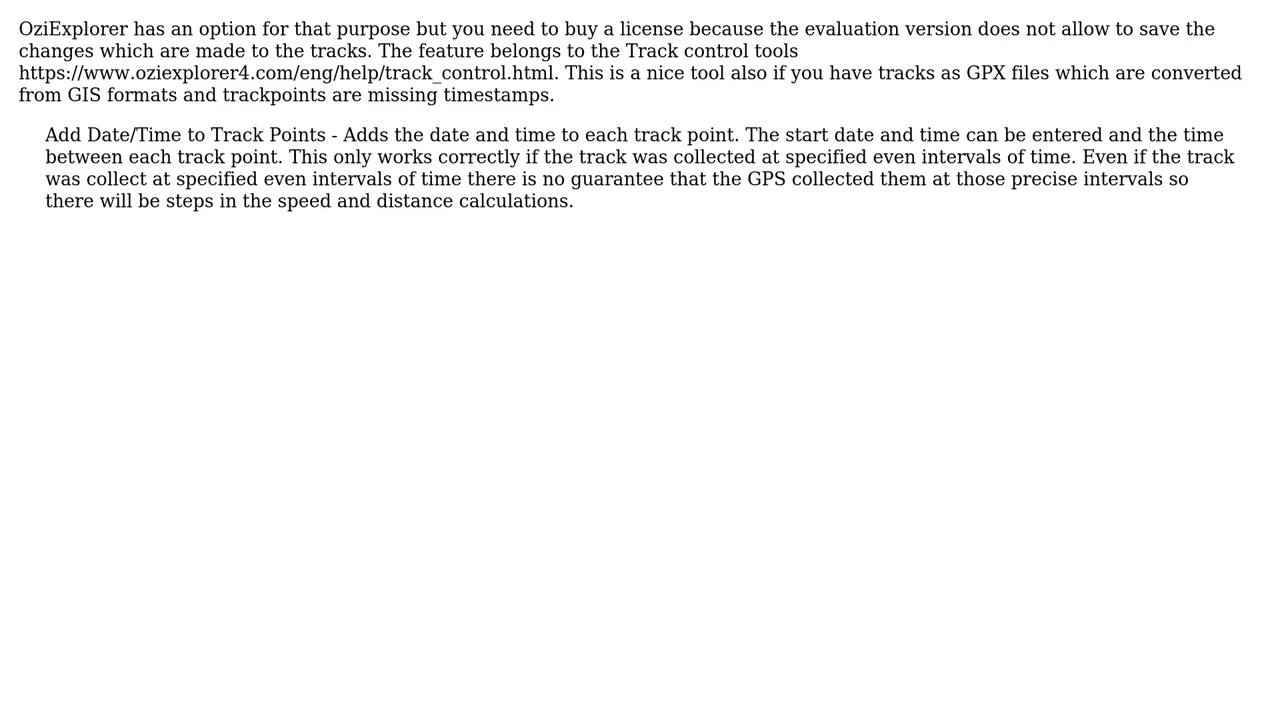 OziExplorer has an option for that purpose but you need to buy a license because the evaluation version does not allow to save the
changes which are made to the tracks. The feature belongs to the Track control tools
https://www.oziexplorer4.com/eng/help/track_control.html. This is a nice tool also if you have tracks as GPX files which are converted
from GIS formats and trackpoints are missing timestamps.
Add Date/Time to Track Points - Adds the date and time to each track point. The start date and time can be entered and the time
between each track point. This only works correctly if the track was collected at specified even intervals of time. Even if the track
was collect at specified even intervals of time there is no guarantee that the GPS collected them at those precise intervals so
there will be steps in the speed and distance calculations.